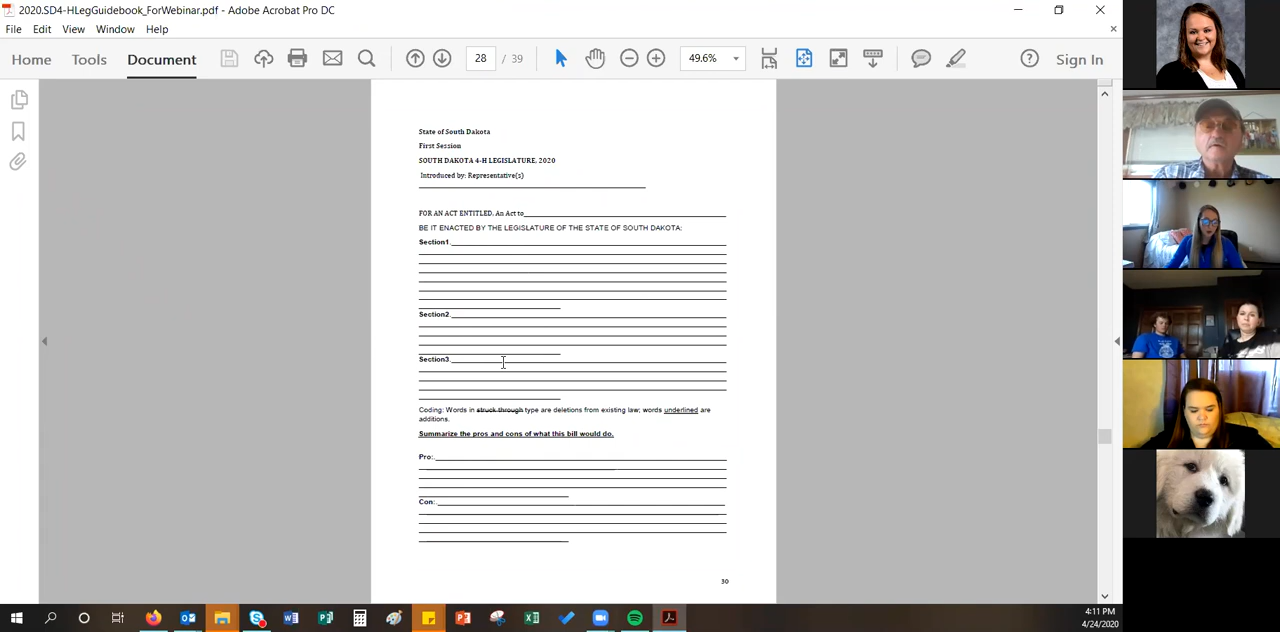 2020.SD4-HLegGuidebook_ForWebinar.pdf - Adobe Acrobat Pro DC
File Edit View Window Help
Home Tools Document 28 / 39 49.6% Sign In
State of South Dakota
First Session
SOUTH DAKOTA 4-H LEGISLATURE, 2020
Introduced by: Representative(s)
FOR AN ACT ENTITLED, An Act to
BE IT ENACTED BY THE LEGISLATURE OF THE STATE OF SOUTH DAKOTA:
Section1.
Section2.
Section3.
Coding: Words in struck through type are deletions from existing law; words underlined are
additions.
Summarize the pros and cons of what this bill would do.
Pro:
Con:
30
4:11 PM
4/24/2020